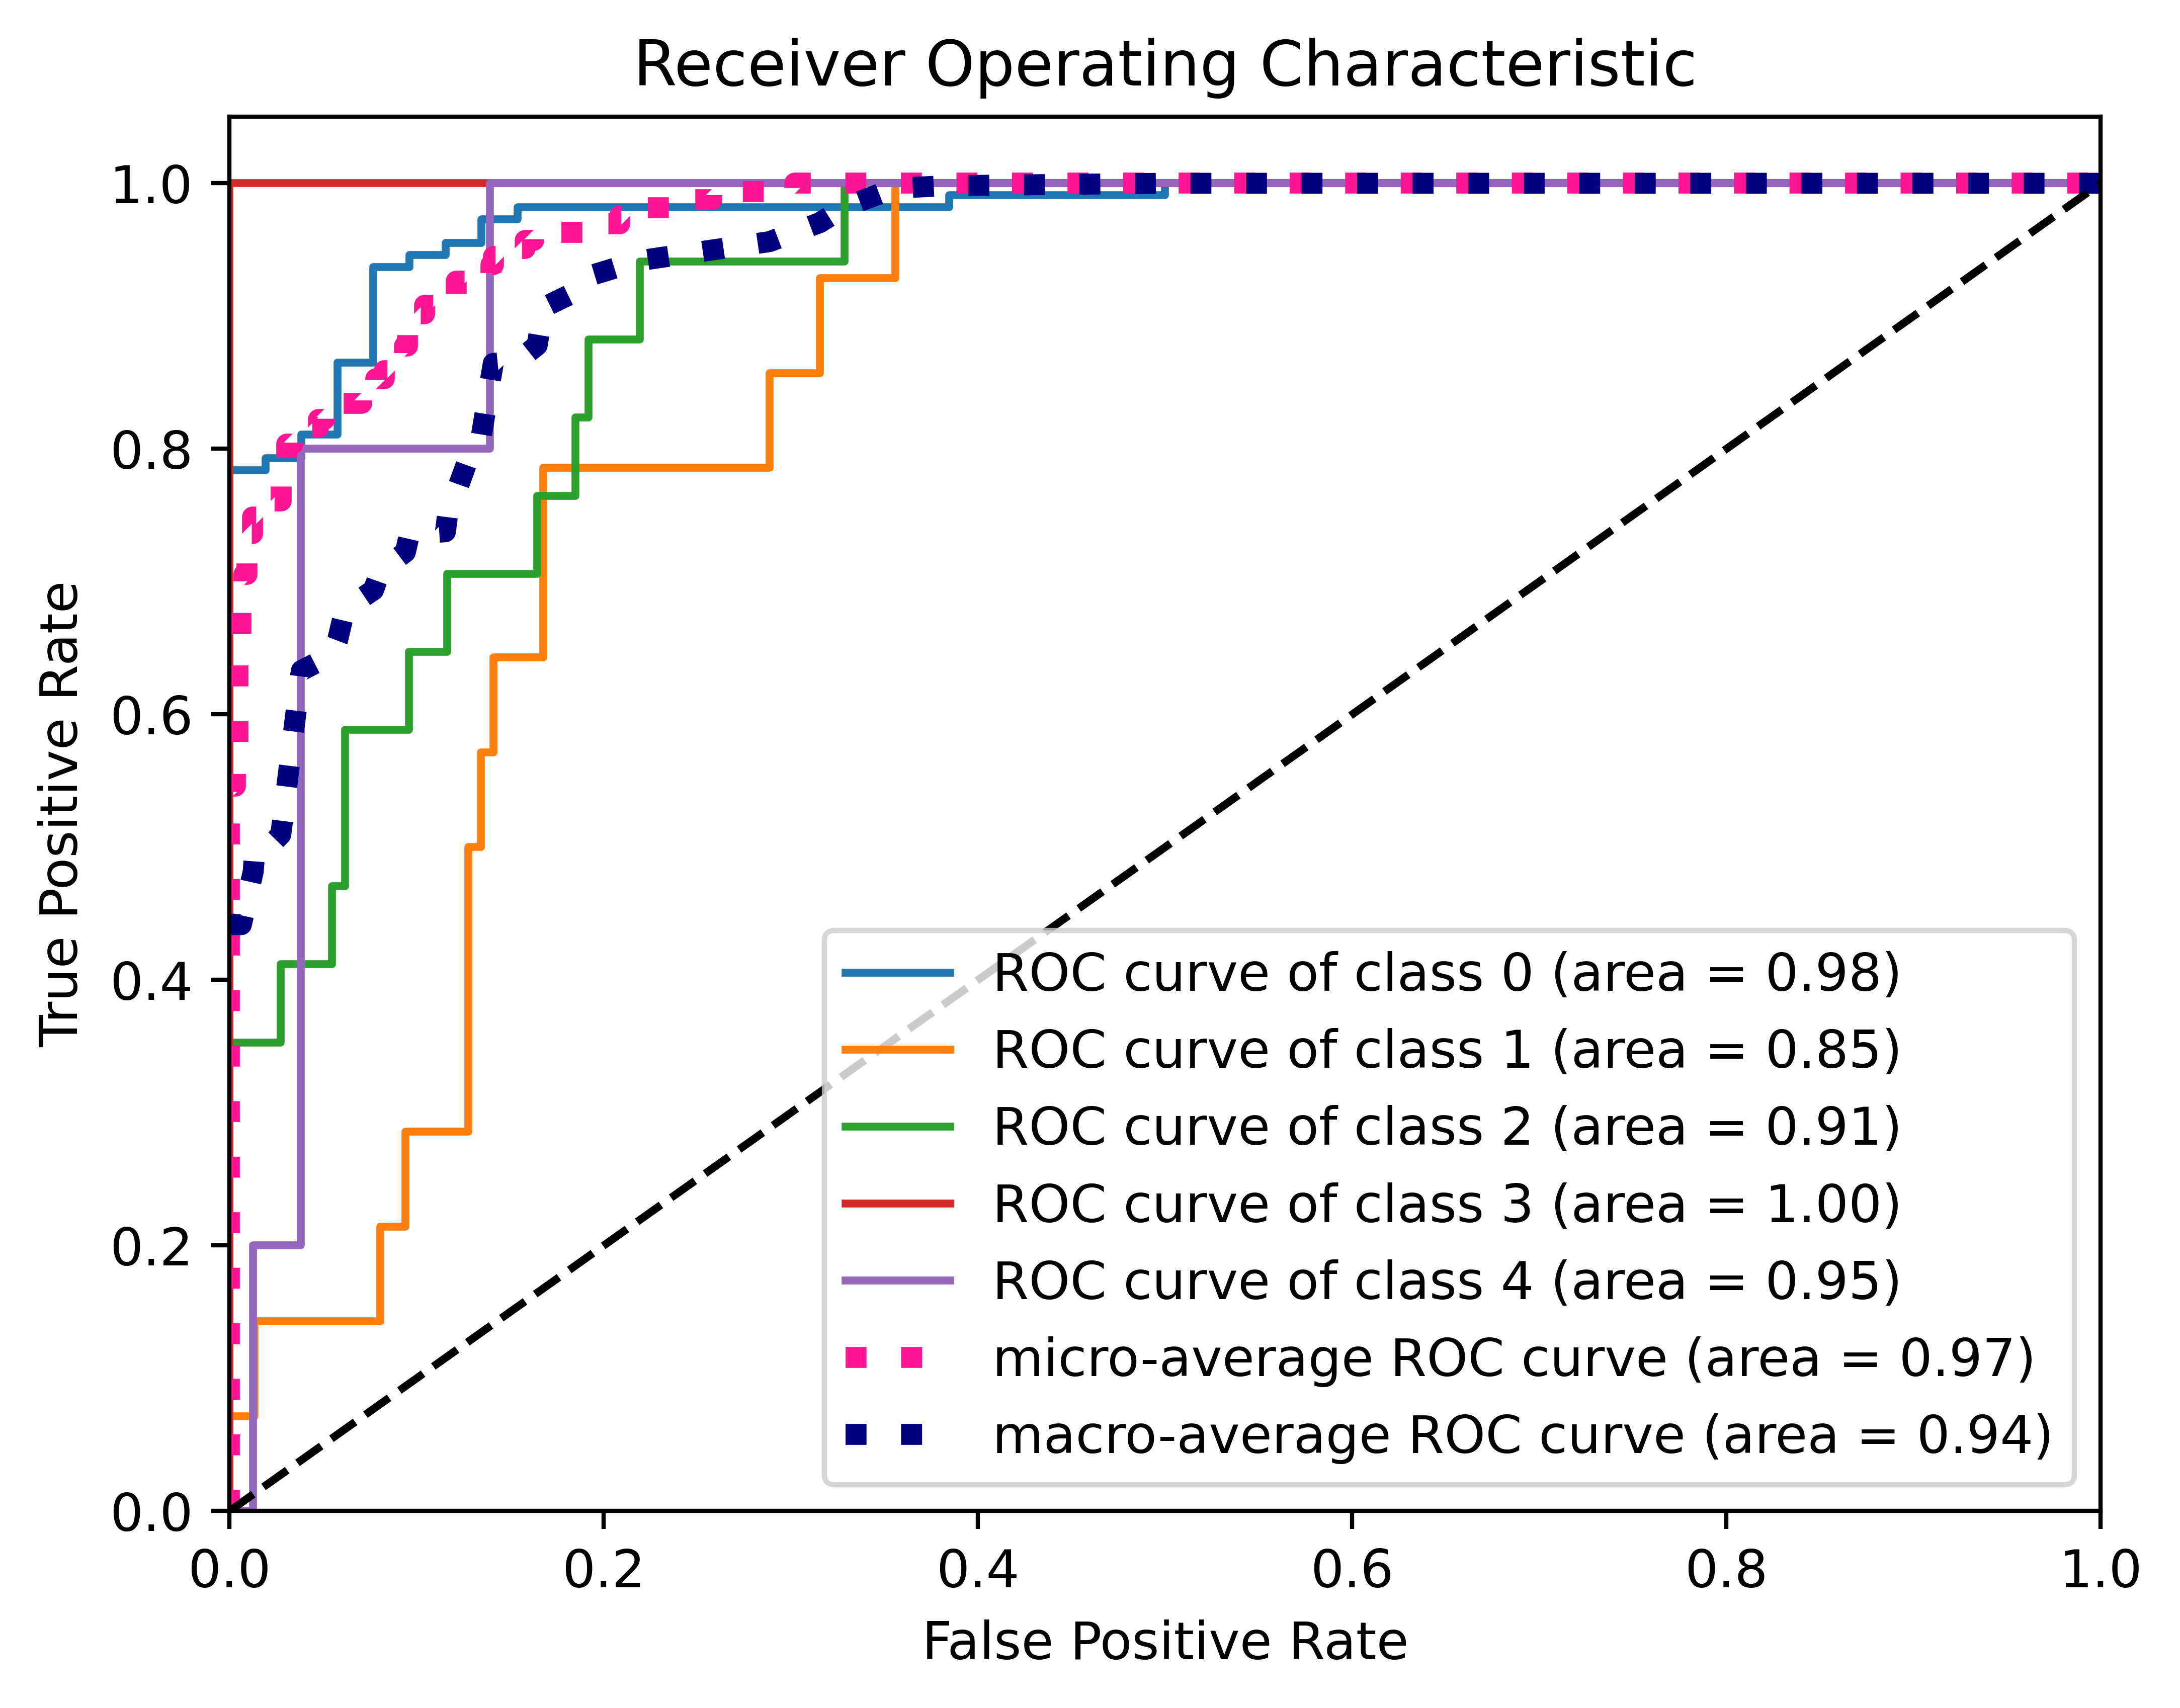 Receiver Operating Characteristic
True Positive Rate
1.0
0.8
0.6
0.4
0.2
0.0
ROC curve of class 0 (area = 0.98)
ROC curve of class 1 (area = 0.85)
ROC curve of class 2 (area = 0.91)
ROC curve of class 3 (area = 1.00)
ROC curve of class 4 (area = 0.95)
micro-average ROC curve (area = 0.97)
macro-average ROC curve (area = 0.94)
0.0 0.2 0.4 0.6 0.8 1.0
False Positive Rate